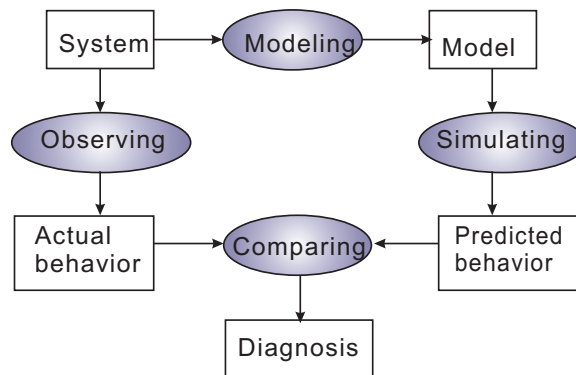 System
Modeling
Model
Observing
Simulating
Actual
behavior
Comparing
Predicted
behavior
Diagnosis